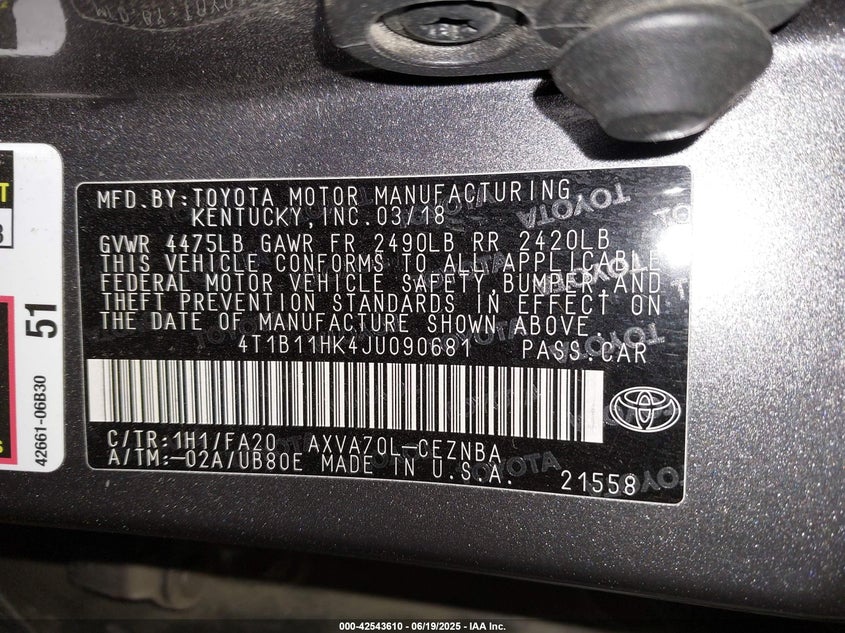 MFD.BY:TOYOTA MOTOR MANUFACTURING
KENTUCKY,INC.03/18
GVWR 4475LB GAWR FR 2490LB RR 2420LB
THIS VEHICLE CONFORMS TO ALL APPLICABLE
FEDERAL MOTOR VEHICLE SAFETY,BUMPER,AND
THEFT PREVENTION STANDARDS IN EFFECT ON
THE DATE OF MANUFACTURE SHOWN ABOVE.
4T1B11HK4JU090681 PASS.CAR
C/TR:1H1/FA20 AXVA70L-CEZNBA
A/TM:-02A/UB80E MADE IN U.S.A. 21558
51
42661-06B30
000-42543610 / 06/19/2025 - IAA Inc.